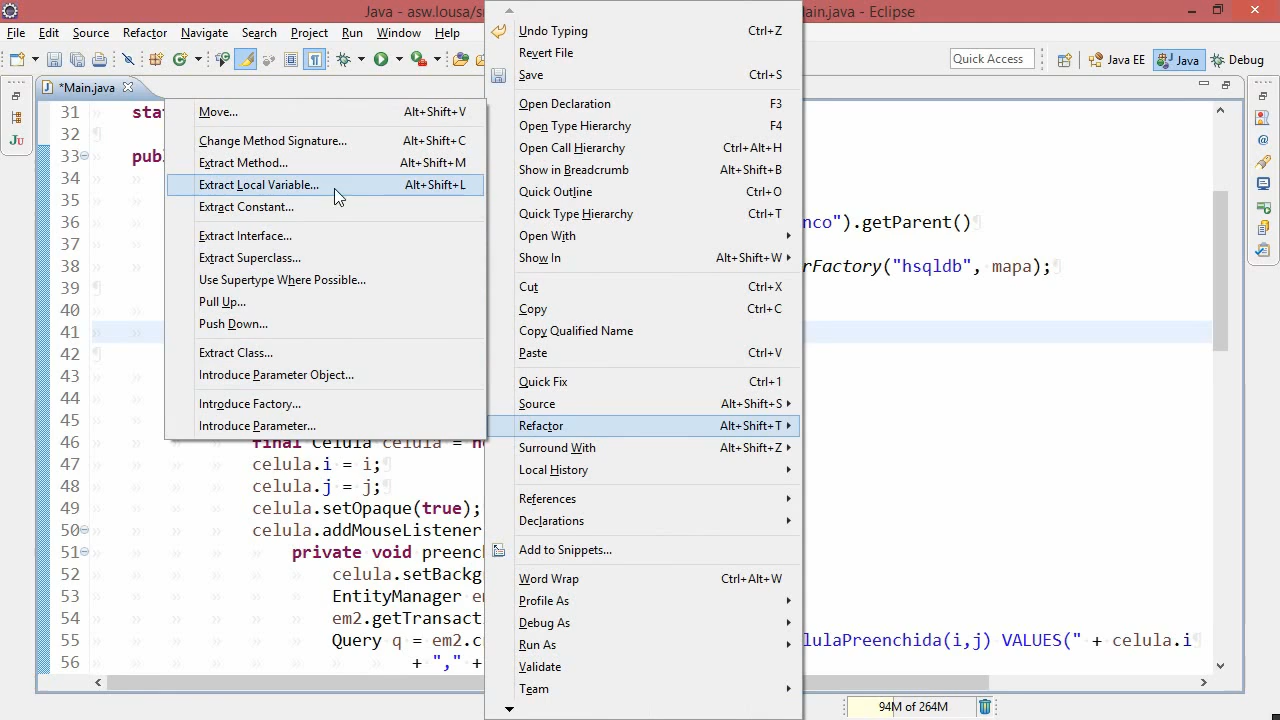 Java - asw.lousa/s
ain.java - Eclipse
File Edit Source Refactor Navigate Search Project Run Window Help
Quick Access
Java EE
Java
Debug
*Main.java
Move... Alt+Shift+V
Change Method Signature... Alt+Shift+C
Extract Method... Alt+Shift+M
Extract Local Variable... Alt+Shift+L
Extract Constant...
Extract Interface...
Extract Superclass...
Use Supertype Where Possible...
Pull Up...
Push Down...
Extract Class...
Introduce Parameter Object...
Introduce Factory...
Introduce Parameter...
Undo Typing Ctrl+Z
Revert File
Save Ctrl+S
Open Declaration F3
Open Type Hierarchy F4
Open Call Hierarchy Ctrl+Alt+H
Show in Breadcrumb Alt+Shift+B
Quick Outline Ctrl+O
Quick Type Hierarchy Ctrl+T
Open With
Show In Alt+Shift+W
Cut Ctrl+X
Copy Ctrl+C
Copy Qualified Name
Paste Ctrl+V
Quick Fix Ctrl+1
Source Alt+Shift+S
Refactor Alt+Shift+T
Surround With Alt+Shift+Z
Local History
References
Declarations
Add to Snippets...
Word Wrap Ctrl+Alt+W
Profile As
Debug As
Run As
Validate
Team
31 sta
32
33 pub
34
35
36 nco").getParent()
37
38 rFactory("hsqldb", mapa);
39
40
41
42
43
44
45
46 final Celula celula = n
47 celula.i = i;
48 celula.j = j;
49 celula.setOpaque(true);
50 celula.addMouseListener
51 private void preench
52 celula.setBackg
53 EntityManager e
54 em2.getTransact
55 Query q = em2.c lulaPreenchida(i,j) VALUES(" + celula.i
56 + "," +
94M of 264M